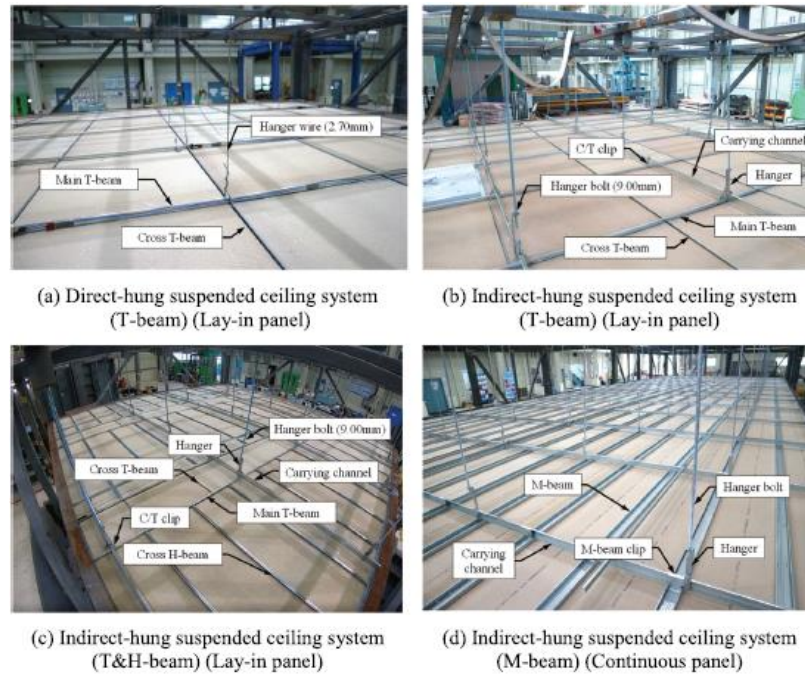 Hanger wire (2.70mm)
Main T-beam
Cross T-beam
(a) Direct-hung suspended ceiling system
(T-beam) (Lay-in panel)
C/T clip
Carrying channel
Hanger bolt (9.00mm)
Hanger
Main T-beam
Cross T-beam
(b) Indirect-hung suspended ceiling system
(T-beam) (Lay-in panel)
Hanger
Hanger bolt (9.00mm)
Cross T-beam
Carrying channel
C/T clip
Main T-beam
Cross H-beam
(c) Indirect-hung suspended ceiling system
(T&H-beam) (Lay-in panel)
M-beam
Hanger bolt
Carrying
channel
M-beam clip
Hanger
(d) Indirect-hung suspended ceiling system
(M-beam) (Continuous panel)